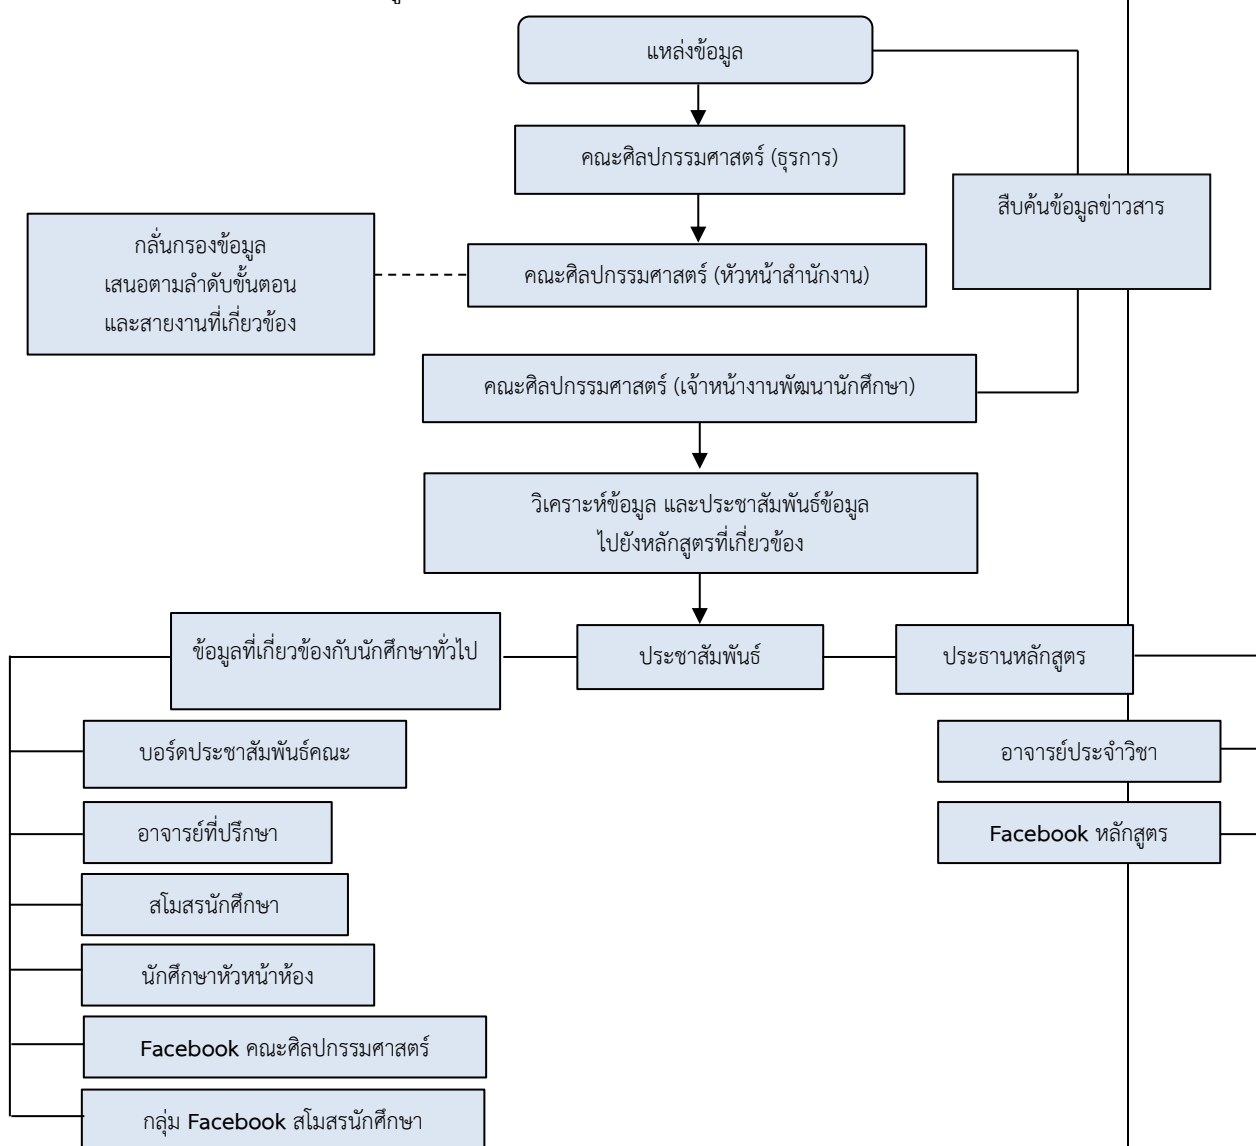 แหล่งข้อมูล
คณะศิลปกรรมศาสตร์ (ธุรการ)
สืบค้นข้อมูลข่าวสาร
กลั่นกรองข้อมูล
เสนอตามลำดับขั้นตอน
และสายงานที่เกี่ยวข้อง
คณะศิลปกรรมศาสตร์ (หัวหน้าสำนักงาน)
คณะศิลปกรรมศาสตร์ (เจ้าหน้างานพัฒนานักศึกษา)
วิเคราะห์ข้อมูล และประชาสัมพันธ์ข้อมูล
ไปยังหลักสูตรที่เกี่ยวข้อง
ข้อมูลที่เกี่ยวข้องกับนักศึกษาทั่วไป
ประชาสัมพันธ์
ประธานหลักสูตร
บอร์ดประชาสัมพันธ์คณะ
อาจารย์ประจำวิชา
อาจารย์ที่ปรึกษา
Facebook หลักสูตร
สโมสรนักศึกษา
นักศึกษาหัวหน้าห้อง
Facebook คณะศิลปกรรมศาสตร์
กลุ่ม Facebook สโมสรนักศึกษา